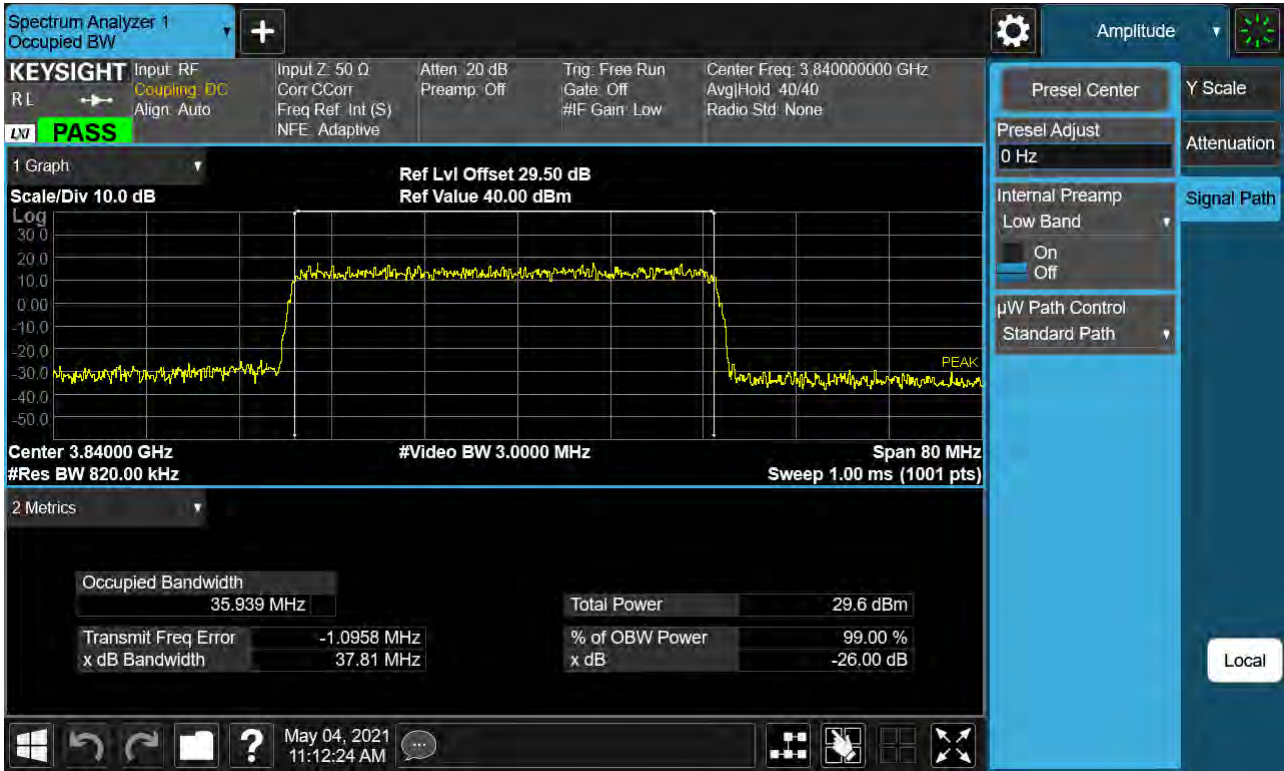 Spectrum Analyzer 1
Occupied BW
+
Amplitude
KEYSIGHT
RL
LXI
PASS
Input: RF
Coupling: DC
Align: Auto
Input Z: 50 Ω
Corr CCorr
Freq Ref: Int (S)
NFE: Adaptive
Atten: 20 dB
Preamp: Off
Trig: Free Run
Gate: Off
#IF Gain: Low
Center Freq: 3.840000000 GHz
Avg|Hold: 40/40
Radio Std: None
1 Graph
Scale/Div 10.0 dB
Ref Lvl Offset 29.50 dB
Ref Value 40.00 dBm
Log
30.0
20.0
10.0
0.00
-10.0
-20.0
-30.0
-40.0
-50.0
PEAK
Center 3.84000 GHz
#Video BW 3.0000 MHz
Span 80 MHz
#Res BW 820.00 kHz
Sweep 1.00 ms (1001 pts)
2 Metrics
Occupied Bandwidth
35.939 MHz
Transmit Freq Error -1.0958 MHz
x dB Bandwidth 37.81 MHz
Total Power 29.6 dBm
% of OBW Power 99.00 %
x dB -26.00 dB
Presel Center
Presel Adjust
0 Hz
Internal Preamp
Low Band
On
Off
µW Path Control
Standard Path
Y Scale
Attenuation
Signal Path
Local
?
May 04, 2021
11:12:24 AM